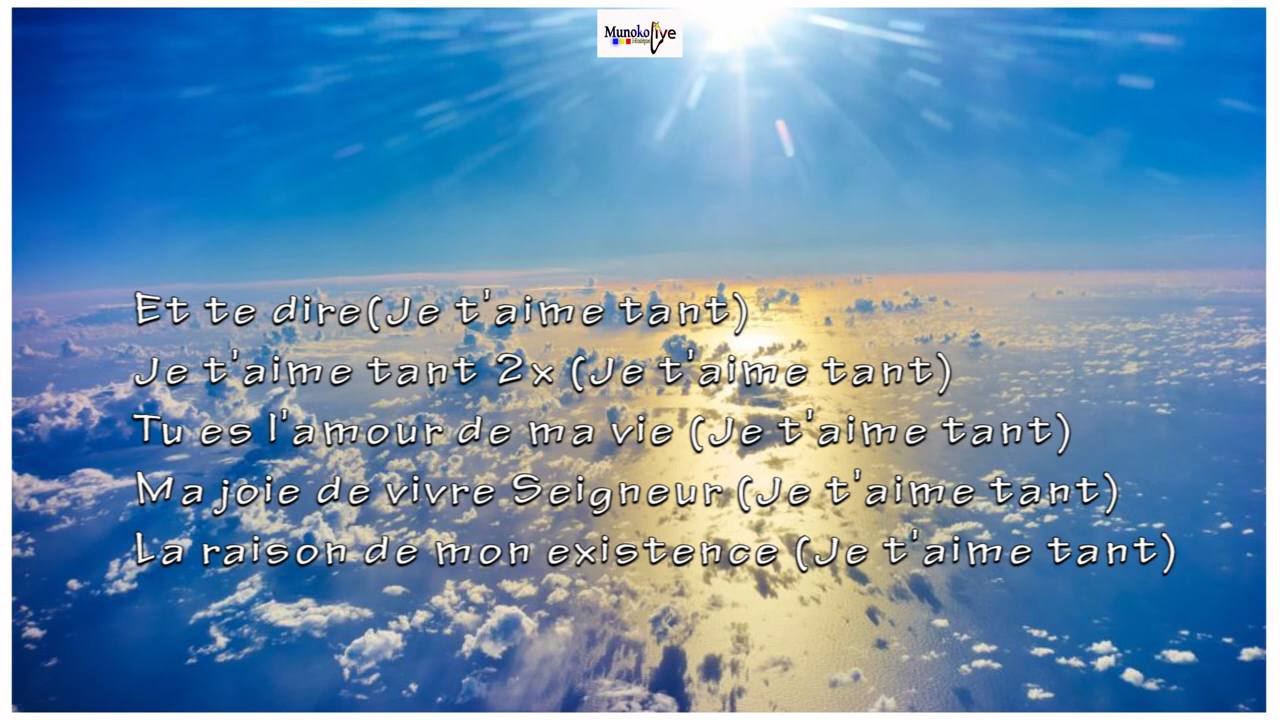 Munokolive
Et te dire(Je t'aime tant)
Je t'aime tant 2x (Je t'aime tant)
Tu es l'amour de ma vie (Je t'aime tant)
Ma joie de vivre Seigneur (Je t'aime tant)
La raison de mon existence (Je t'aime tant)